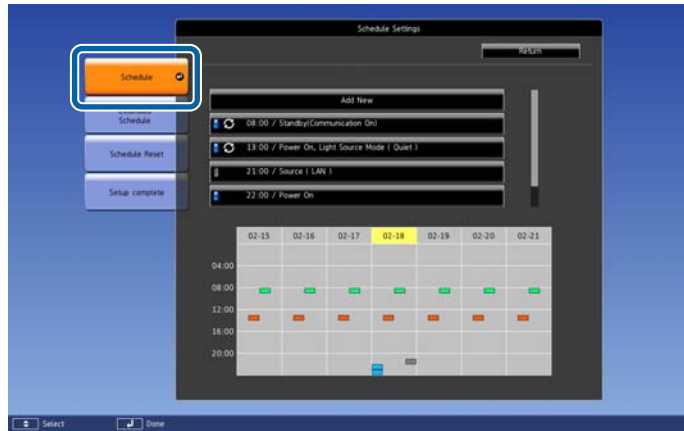 Schedule Settings
Return
Schedule
Schedule
Schedule Reset
Setup complete
Add New
08:00 / Standby(Communication On)
13:00 / Power On, Light Source Mode ( Quiet )
21:00 / Source ( LAN )
22:00 / Power On
02-15 02-16 02-17 02-18 02-19 02-20 02-21
04:00
08:00
12:00
16:00
20:00
Select Done